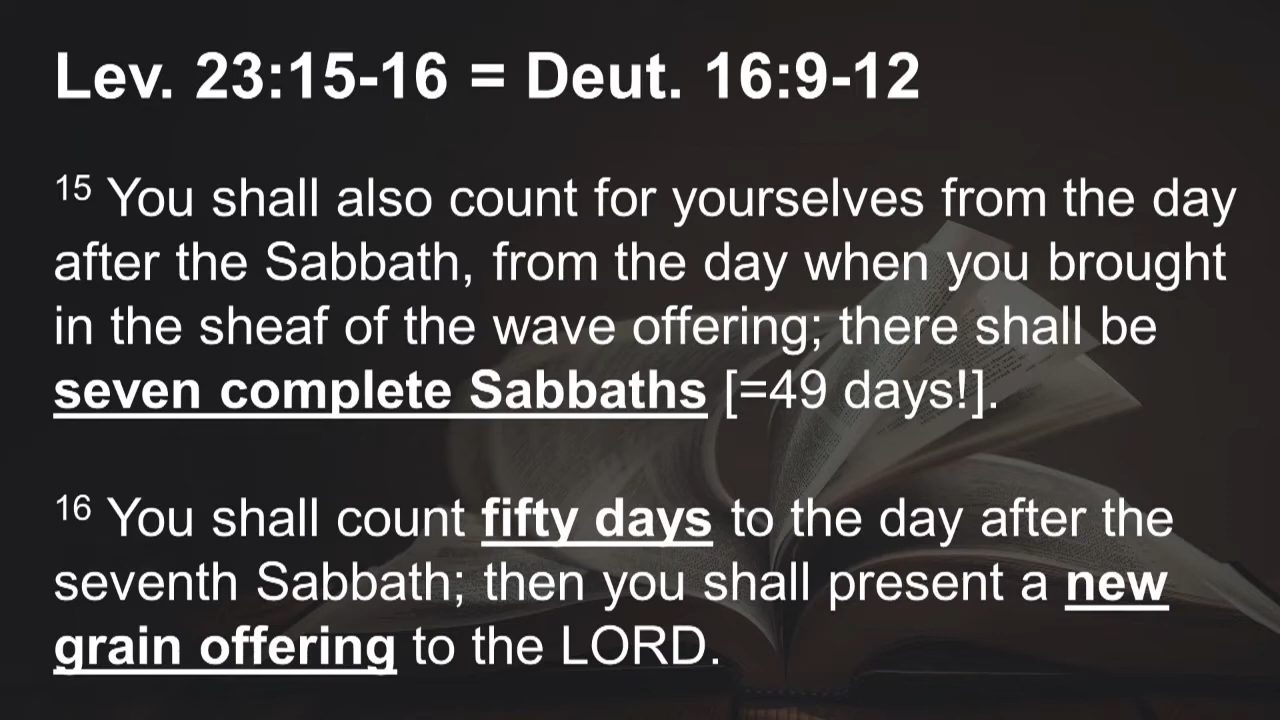 Lev. 23:15-16 = Deut. 16:9-12
15 You shall also count for yourselves from the day
after the Sabbath, from the day when you brought
in the sheaf of the wave offering; there shall be
seven complete Sabbaths [=49 days!].
16 You shall count fifty days to the day after the
seventh Sabbath; then you shall present a new
grain offering to the LORD.